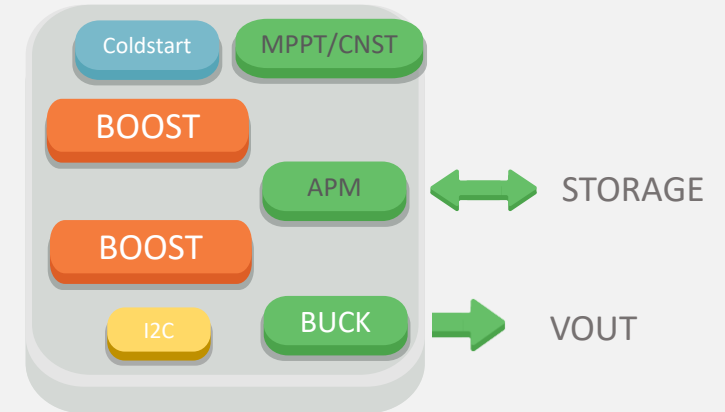 Coldstart
MPPT/CNST
BOOST
APM
STORAGE
BOOST
I2C
BUCK
VOUT